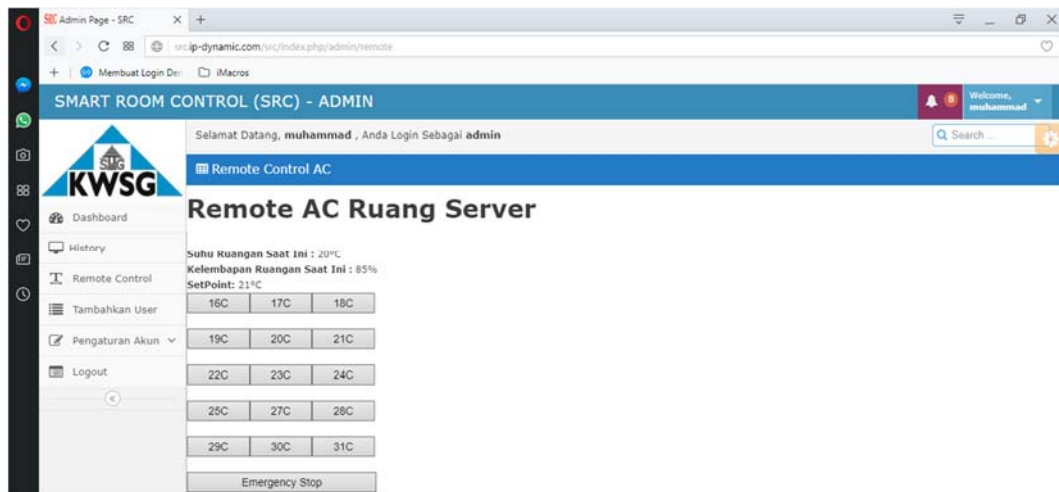 SRC Admin Page - SRC
src.ip-dynamic.com/src/index.php/admin/remote
Membuat Login Der
iMacros
SMART ROOM CONTROL (SRC) - ADMIN
8
Welcome,
muhammad
Selamat Datang, muhammad , Anda Login Sebagai admin
Search ...
SWG
KWSG
Remote Control AC
Dashboard
History
Remote Control
Tambahkan User
Pengaturan Akun
Logout
Remote AC Ruang Server
Suhu Ruangan Saat Ini : 20°C
Kelembapan Ruangan Saat Ini : 85%
SetPoint: 21°C
16C 17C 18C
19C 20C 21C
22C 23C 24C
25C 27C 28C
29C 30C 31C
Emergency Stop